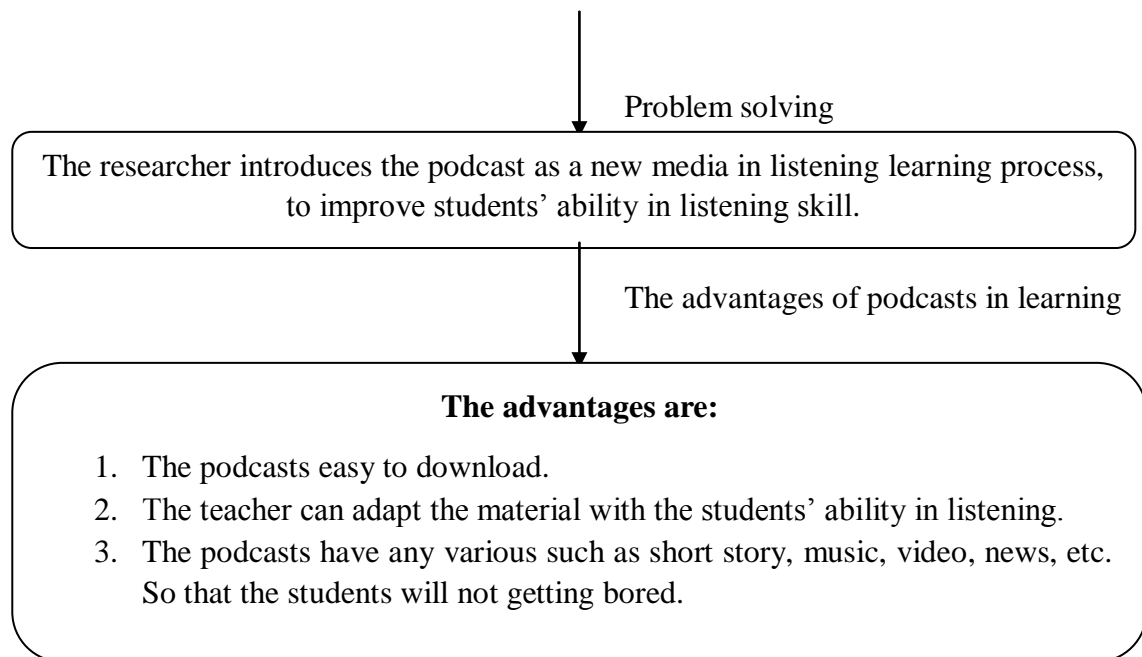 Problem solving
The researcher introduces the podcast as a new media in listening learning process,
to improve students’ ability in listening skill.
The advantages of podcasts in learning
The advantages are:
1. The podcasts easy to download.
2. The teacher can adapt the material with the students’ ability in listening.
3. The podcasts have any various such as short story, music, video, news, etc.
So that the students will not getting bored.